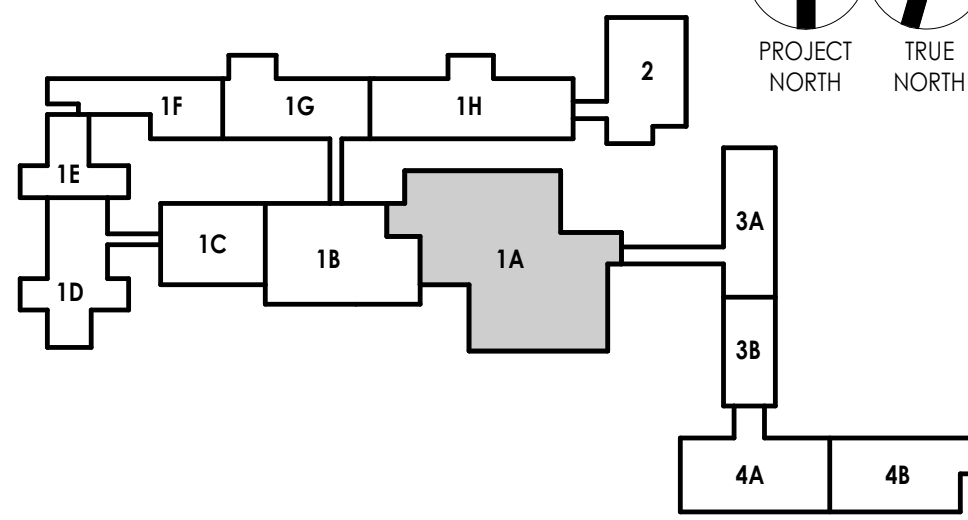 PROJECT
NORTH
TRUE
NORTH
2
1F
1G
1H
1E
3A
1C
1B
1A
1D
3B
4A
4B